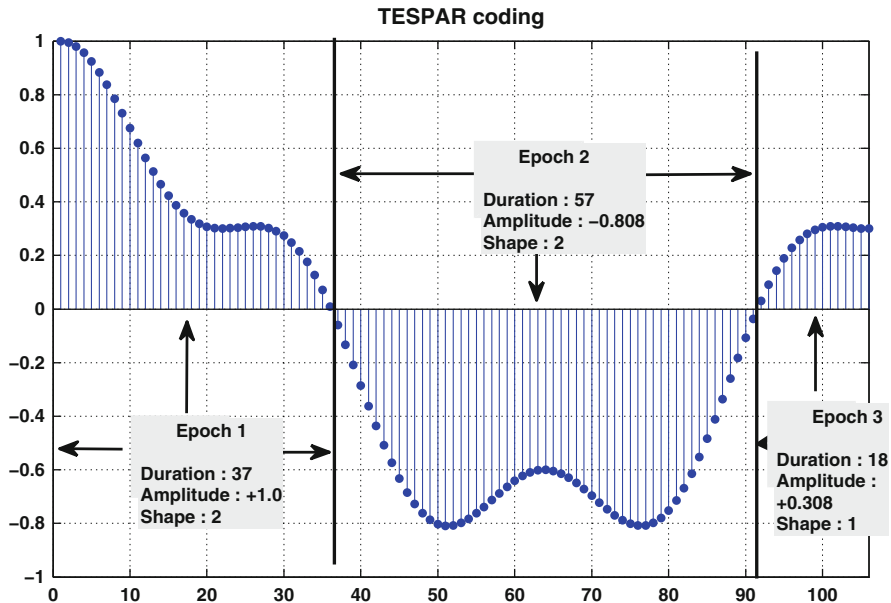 TESPAR coding
1
0.8
0.6
0.4
0.2
0
−0.2
−0.4
−0.6
−0.8
−1
Epoch 1
Duration : 37
Amplitude : +1.0
Shape : 2
Epoch 2
Duration : 57
Amplitude : −0.808
Shape : 2
Epoch 3
Duration : 18
Amplitude :
+0.308
Shape : 1
0 10 20 30 40 50 60 70 80 90 100